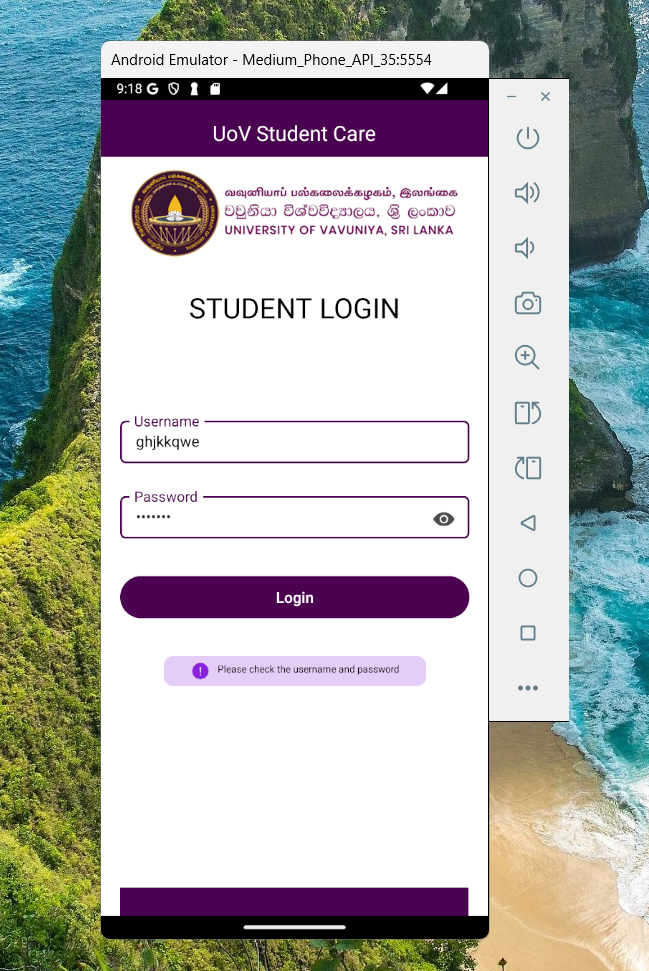 Android Emulator - Medium_Phone_API_35:5554
9:18 G
UoV Student Care
வவுனியாப் பல்கலைக்கழகம், இலங்கை
වවුනියා විශ්වවිද්‍යාලය, ශ්‍රී ලංකාව
UNIVERSITY OF VAVUNIYA, SRI LANKA
STUDENT LOGIN
Username
ghjkkqwe
Password
•••••••
Login
Please check the username and password